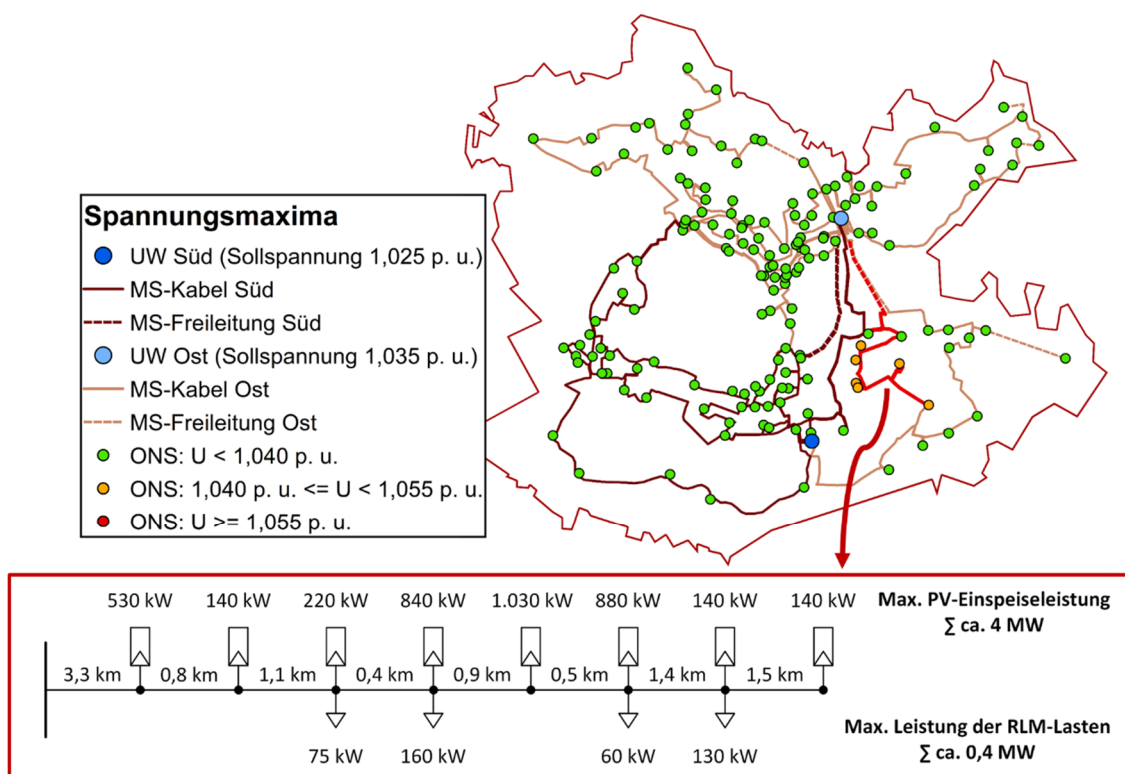 Spannungsmaxima
UW Süd (Sollspannung 1,025 p. u.)
MS-Kabel Süd
MS-Freileitung Süd
UW Ost (Sollspannung 1,035 p. u.)
MS-Kabel Ost
MS-Freileitung Ost
ONS: U < 1,040 p. u.
ONS: 1,040 p. u. <= U < 1,055 p. u.
ONS: U >= 1,055 p. u.
530 kW 140 kW 220 kW 840 kW 1.030 kW 880 kW 140 kW 140 kW
Max. PV-Einspeiseleistung
∑ ca. 4 MW
3,3 km 0,8 km 1,1 km 0,4 km 0,9 km 0,5 km 1,4 km 1,5 km
75 kW 160 kW 60 kW 130 kW
Max. Leistung der RLM-Lasten
∑ ca. 0,4 MW